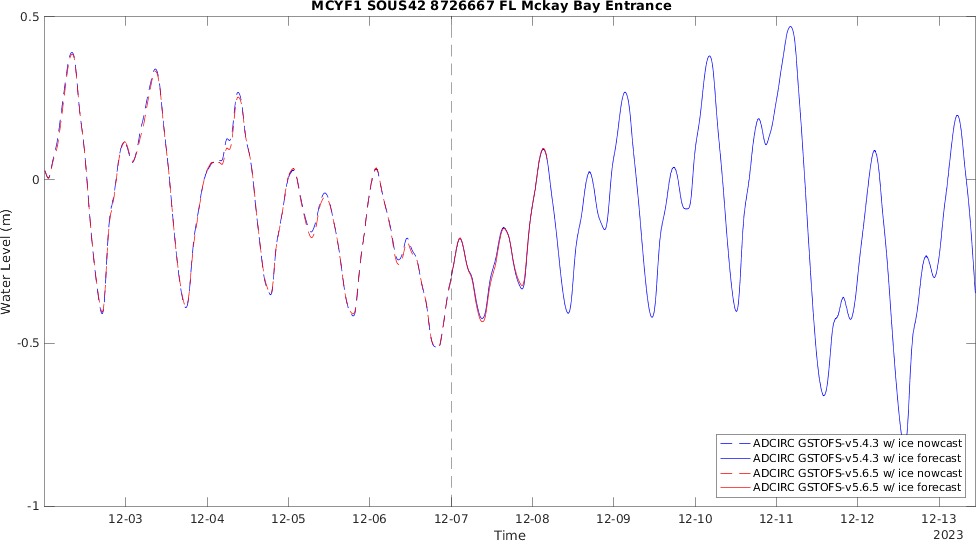 MCYF1 SOUS42 8726667 FL Mckay Bay Entrance
0.5
0
-0.5
-1
Water Level (m)
12-03 12-04 12-05 12-06 12-07 12-08 12-09 12-10 12-11 12-12 12-13
Time
2023
ADCIRC GSTOFS-v5.4.3 w/ ice nowcast
ADCIRC GSTOFS-v5.4.3 w/ ice forecast
ADCIRC GSTOFS-v5.6.5 w/ ice nowcast
ADCIRC GSTOFS-v5.6.5 w/ ice forecast